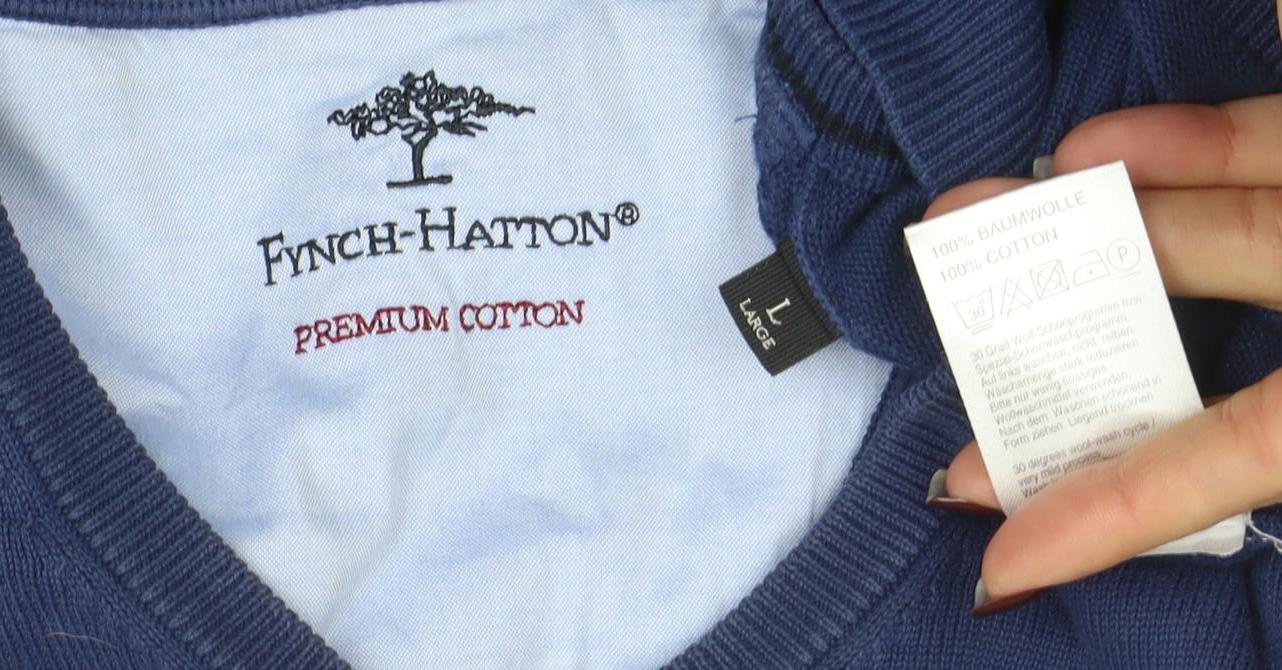 FYNCH-HATTON®
PREMIUM COTTON
L
LARGE
100% BAUMWOLLE
100% COTTON
30° P
30 Grad Woll-Schonprogramm bzw
Spezial-Schonwaschprogramm.
Auf links waschen, nicht reiben
Wäschemenge stark reduzieren
Bitte nur wenig flüssiges
Wollwaschmittel verwenden.
Nach dem Waschen schonend in
Form ziehen. Liegend trocknen
30 degrees wool-wash cycle /
very mild process
Wash